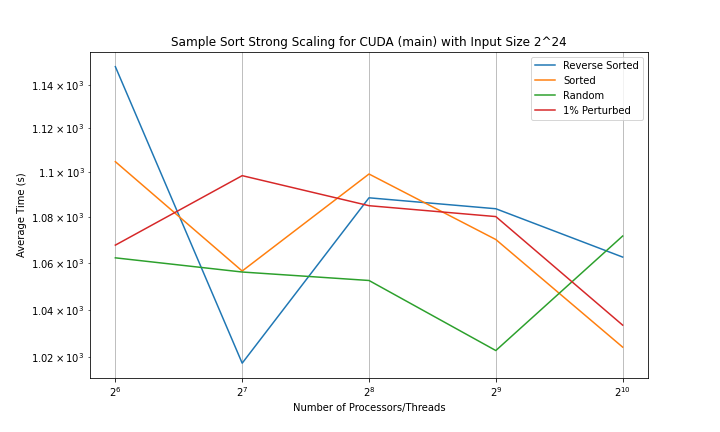 Sample Sort Strong Scaling for CUDA (main) with Input Size 2^24
Reverse Sorted
Sorted
Random
1% Perturbed
Average Time (s)
1.14 × 10³
1.12 × 10³
1.1 × 10³
1.08 × 10³
1.06 × 10³
1.04 × 10³
1.02 × 10³
2⁶ 2⁷ 2⁸ 2⁹ 2¹⁰
Number of Processors/Threads